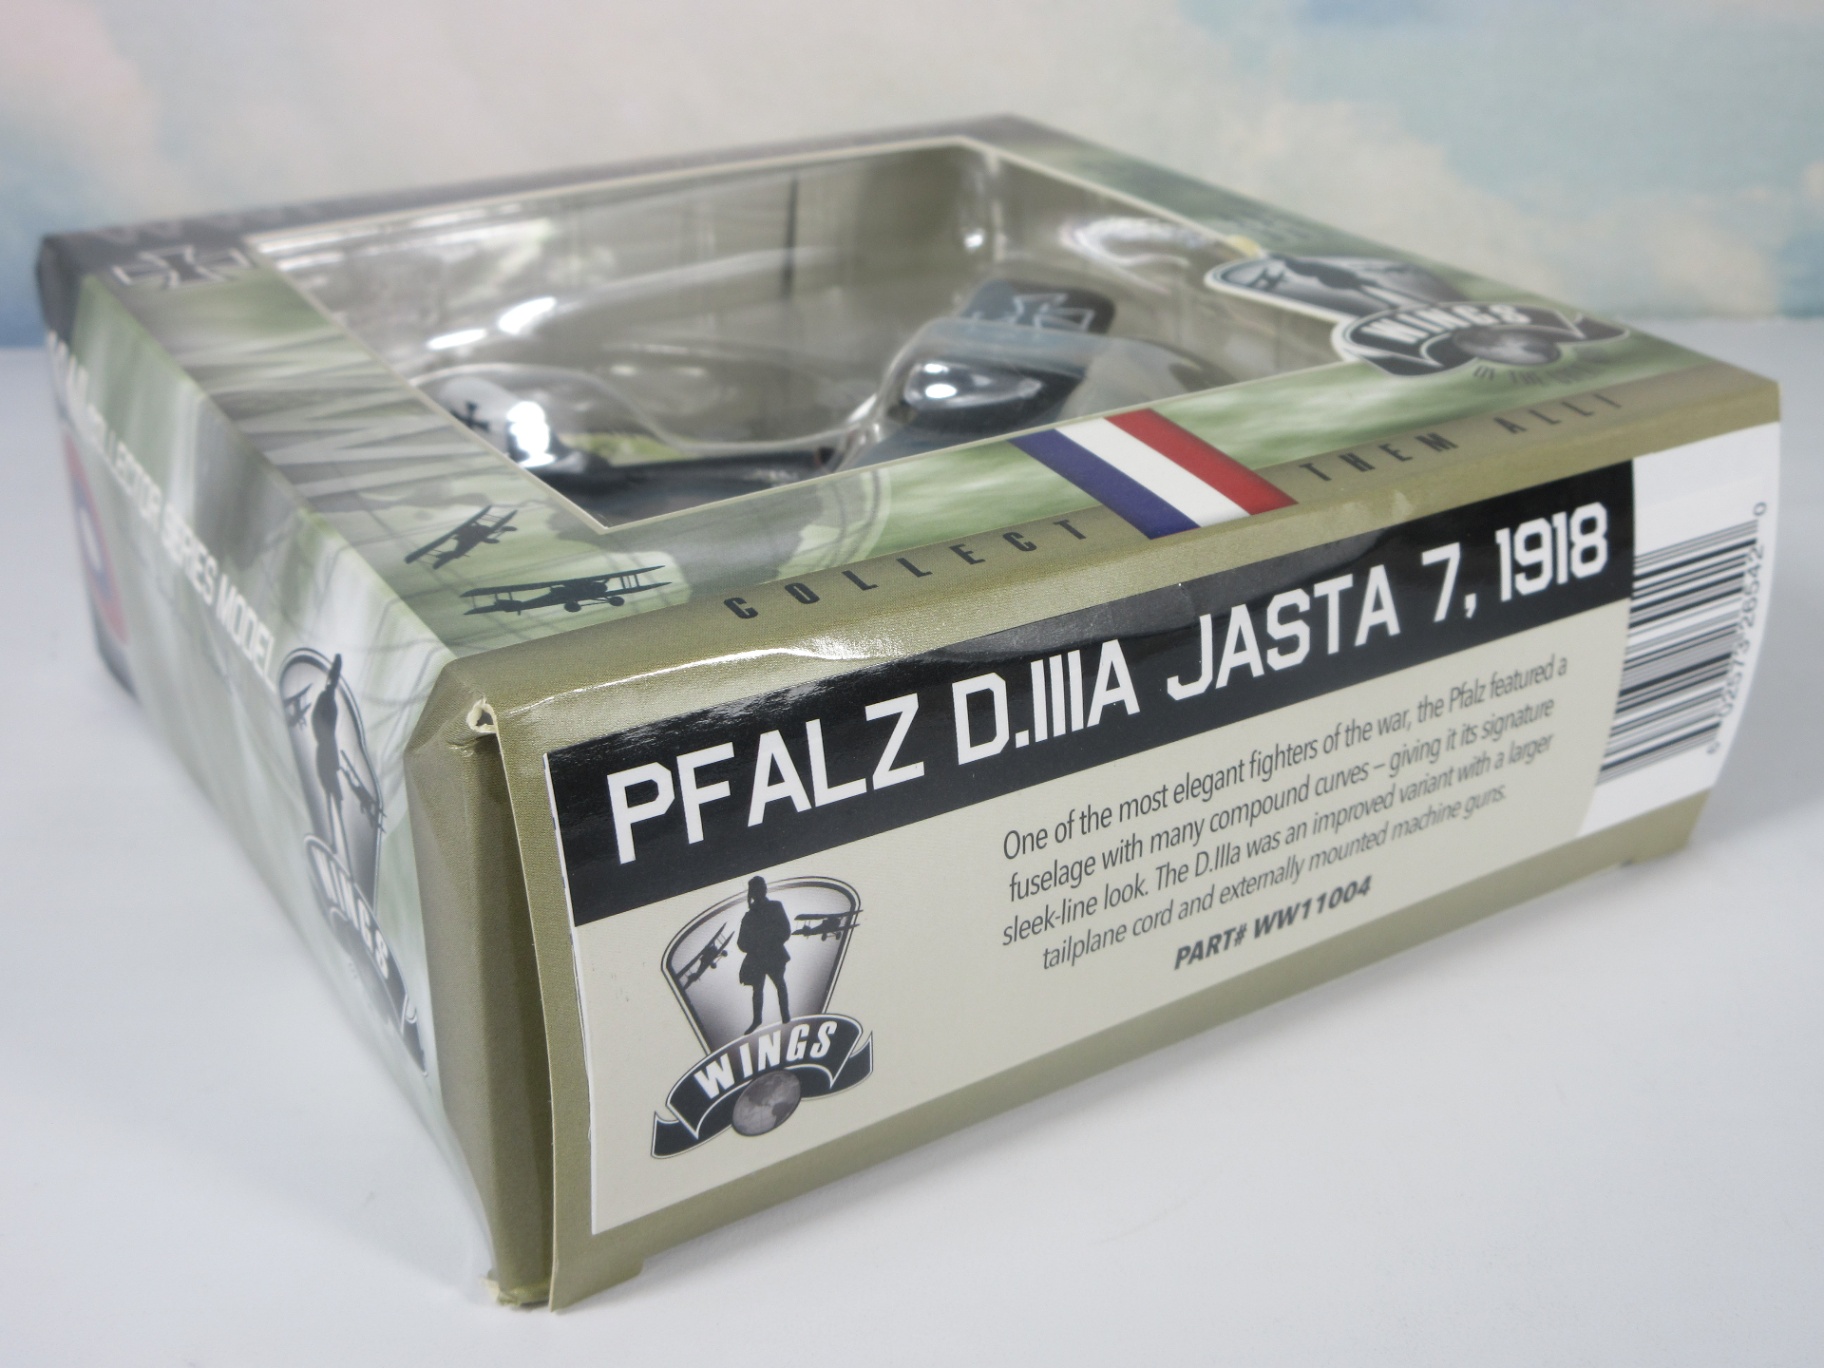 WINGS
COLLECT THEM ALL!
COLLECTOR SERIES MODEL
WINGS
PFALZ D.IIIA JASTA 7, 1918
One of the most elegant fighters of the war, the Pfalz featured a
fuselage with many compound curves – giving it its signature
sleek-line look. The D.IIIa was an improved variant with a larger
tailplane cord and externally mounted machine guns.
PART# WW11004
WINGS